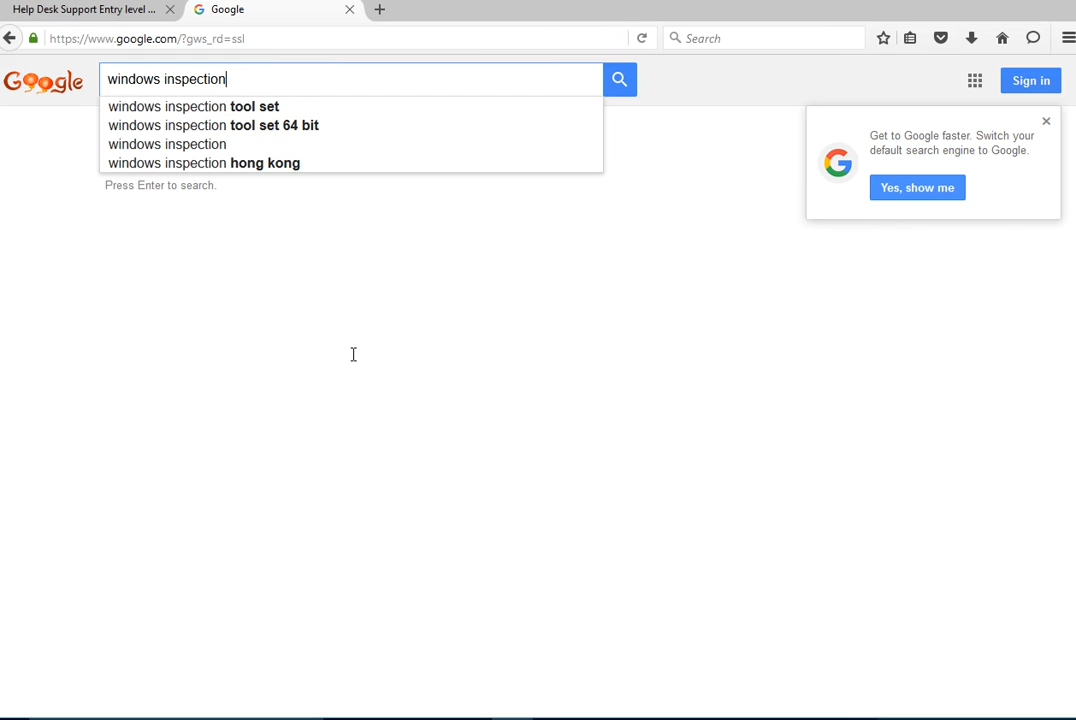 Help Desk Support Entry level ...
Google
https://www.google.com/?gws_rd=ssl
Search
Google
windows inspection
Sign in
windows inspection tool set
windows inspection tool set 64 bit
windows inspection
windows inspection hong kong
Press Enter to search.
Get to Google faster. Switch your
default search engine to Google.
Yes, show me